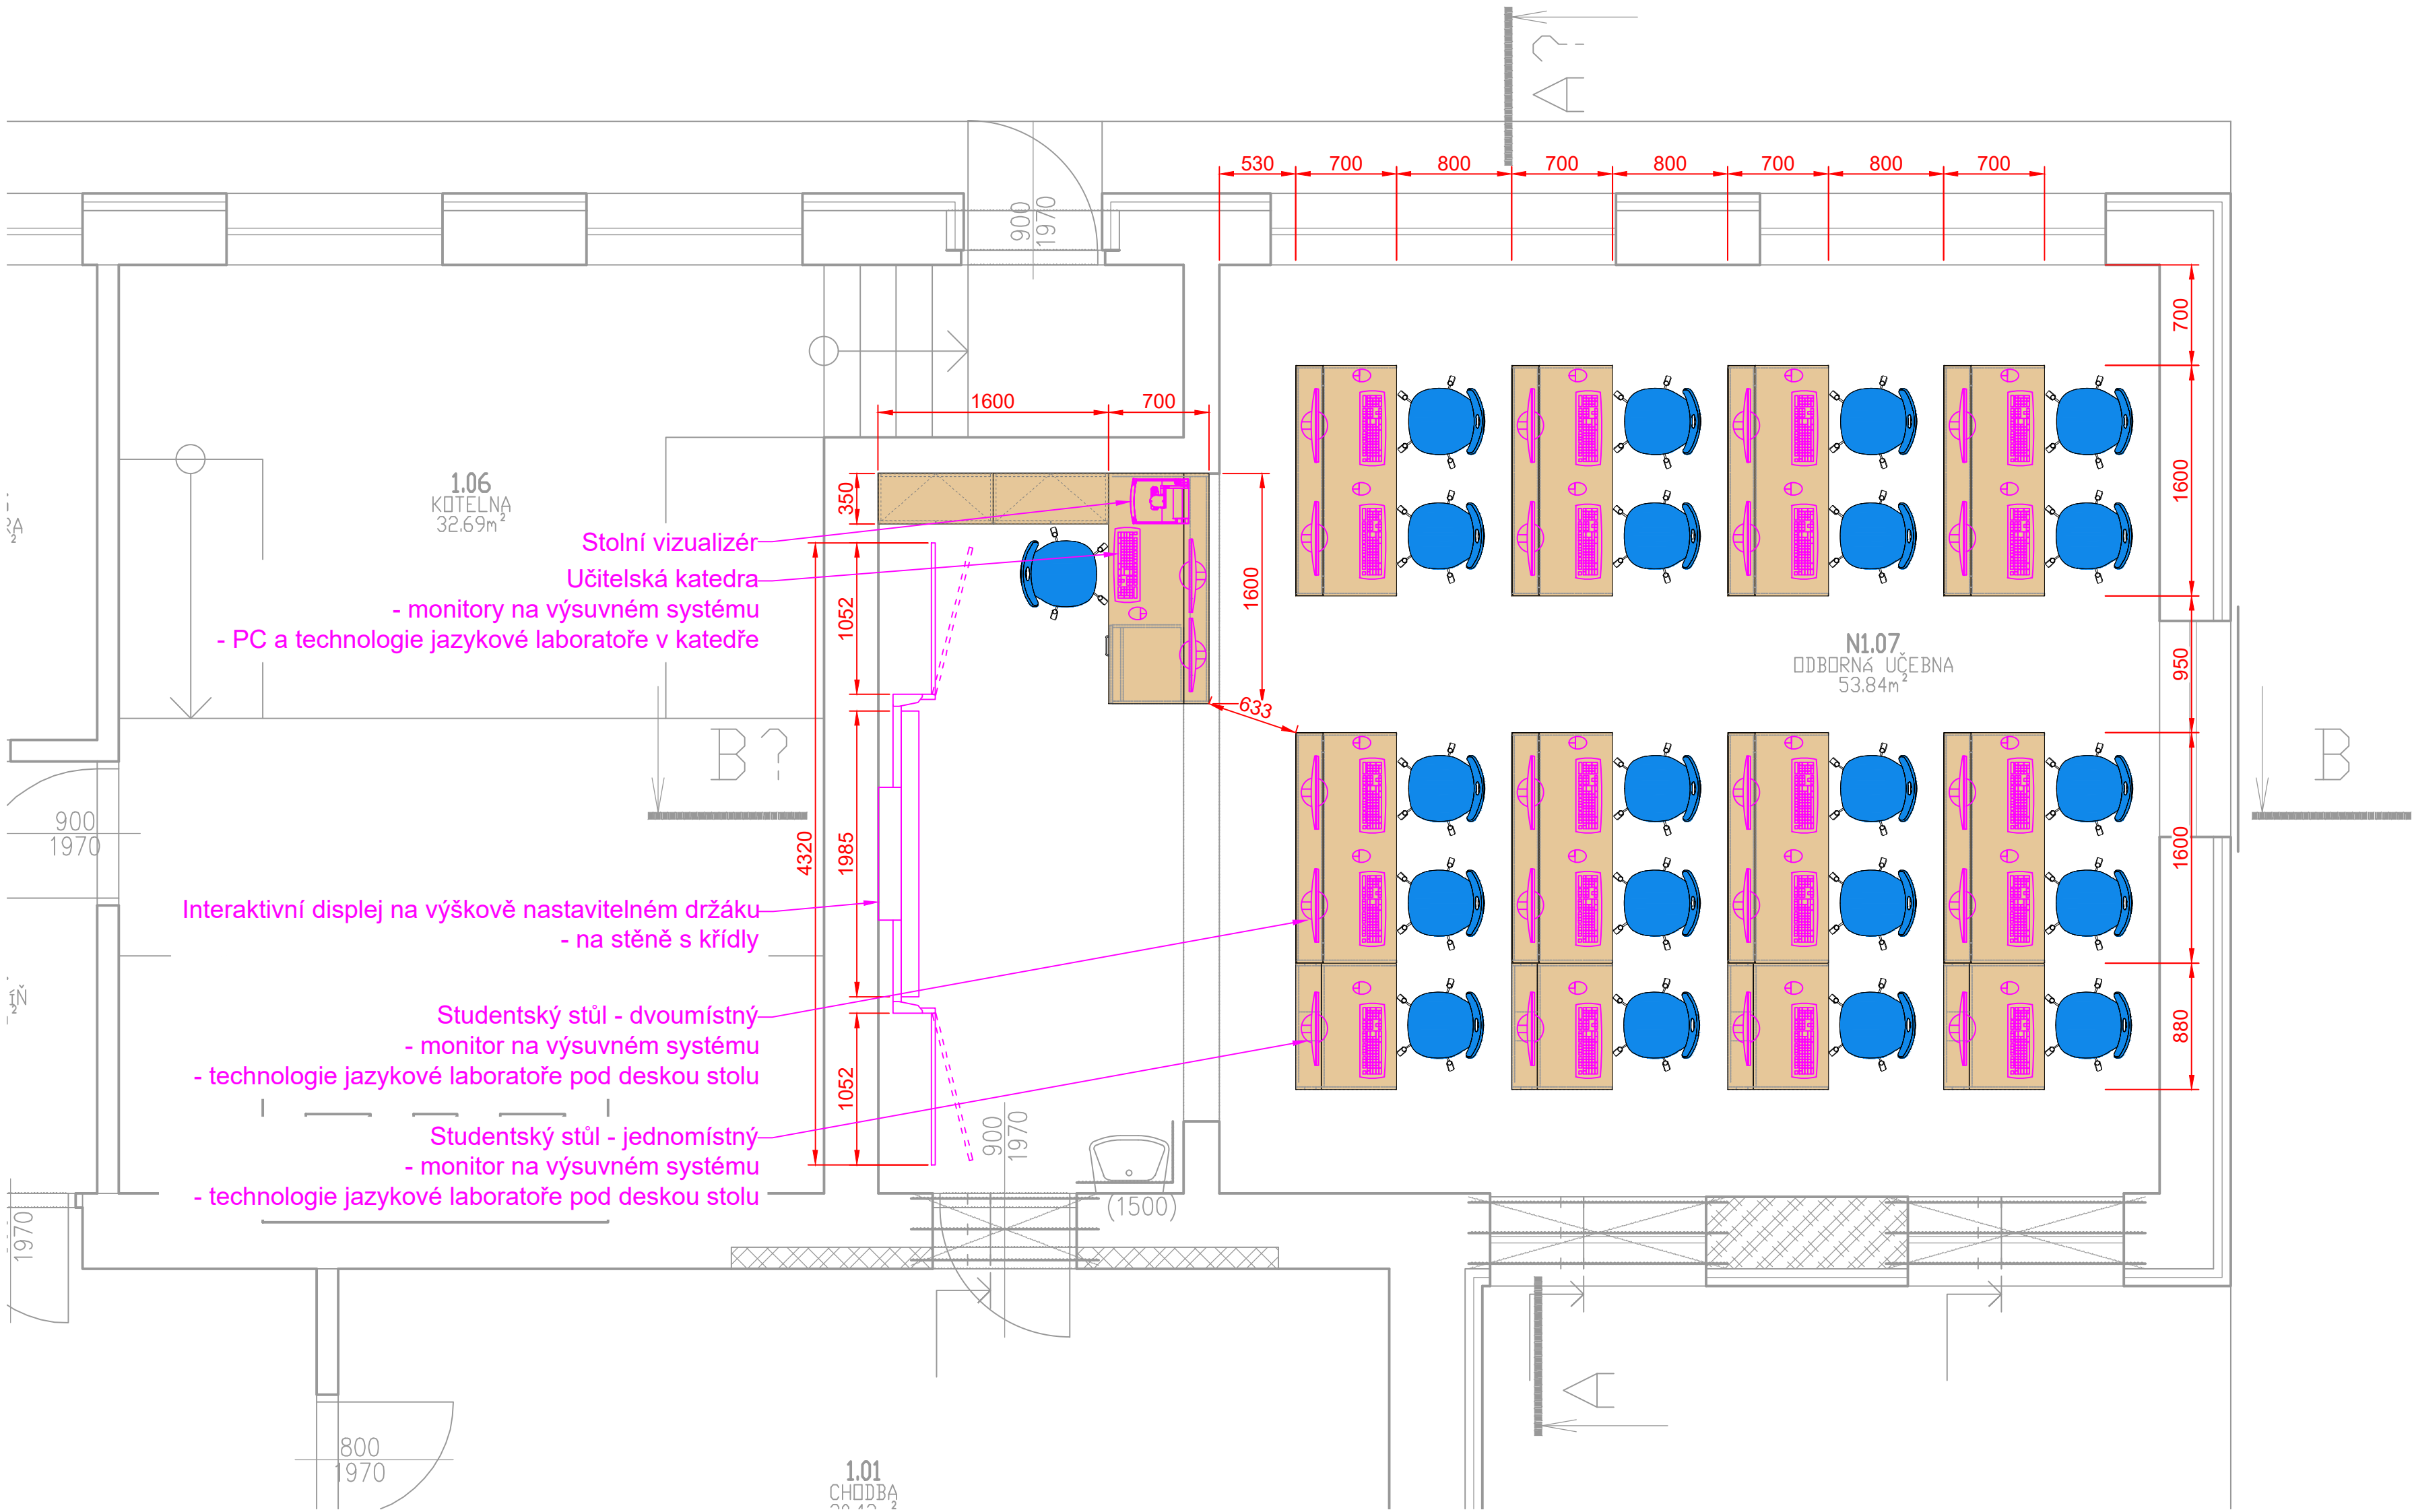 A?
530
700
800
700
800
700
800
700
900
1970
700
1600
700
1.06
KOTELNA
32.69m²
350
1600
Stolní vizualizér
Učitelská katedra
- monitory na výsuvném systému
- PC a technologie jazykové laboratoře v katedře
1052
1600
633
N1.07
ODBORNÁ UČEBNA
53.84m²
950
B?
B
900
1970
4320
1985
1600
Interaktivní displej na výškově nastavitelném držáku
- na stěně s křídly
Studentský stůl - dvoumístný
- monitor na výsuvném systému
- technologie jazykové laboratoře pod deskou stolu
1052
880
Studentský stůl - jednomístný
- monitor na výsuvném systému
- technologie jazykové laboratoře pod deskou stolu
900
1970
(1500)
1970
A
800
1970
1.01
CHODBA